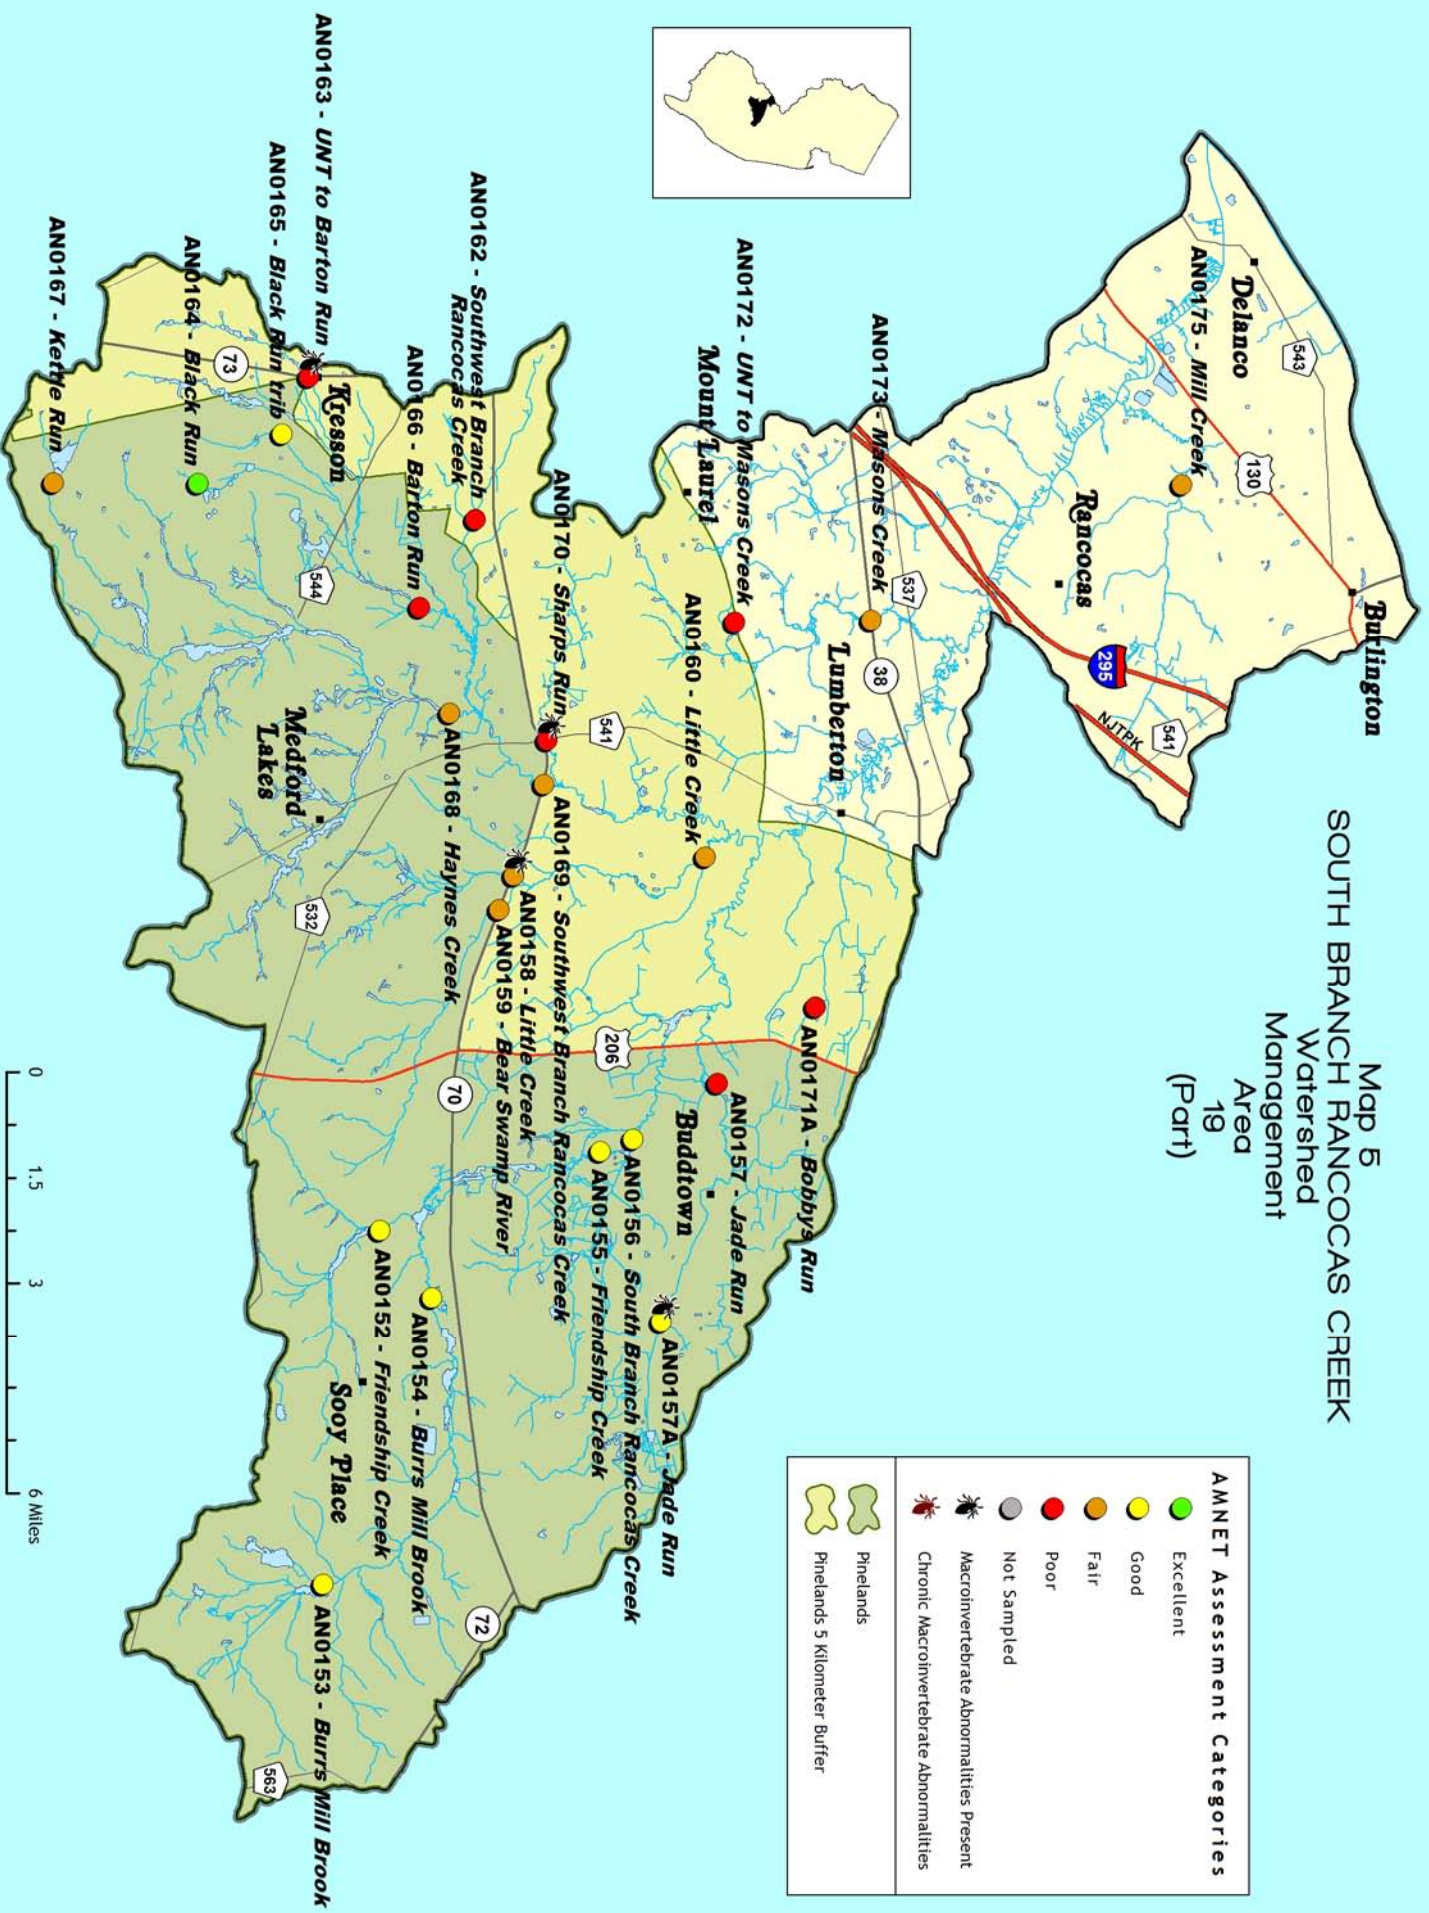 Map 5
SOUTH BRANCH RANCOCAS CREEK
Watershed
Management
Area
19
(Part)
AMNET Assessment Categories
Excellent
Good
Fair
Poor
Not Sampled
Macroinvertebrate Abnormalities Present
Chronic Macroinvertebrate Abnormalities
Pinelands
Pinelands 5 Kilometer Buffer
Burlington
543
Delanco
130
AN0175 - Mill Creek
541
NJTPK
295
Rancocas
537
AN0173 - Masons Creek
38
Lumberton
AN0171A - Bobbys Run
AN0172 - UNT to Masons Creek
Mount Laurel
AN0157 - Jade Run
AN0160 - Little Creek
Buddtown
AN0157A - Jade Run
541
206
AN0156 - South Branch Rancocas Creek
AN0155 - Friendship Creek
AN0170 - Sharps Run
AN0169 - Southwest Branch Rancocas Creek
AN0158 - Little Creek
AN0159 - Bear Swamp River
AN0162 - Southwest Branch
Rancocas Creek
72
70
AN0168 - Haynes Creek
AN0166 - Barton Run
AN0154 - Burrs Mill Brook
AN0152 - Friendship Creek
Sooy Place
Kresson
AN0163 - UNT to Barton Run
544
532
AN0153 - Burrs Mill Brook
Medford
Lakes
AN0165 - Black Run trib
563
73
AN0164 - Black Run
AN0167 - Kettle Run
0 1.5 3 6 Miles